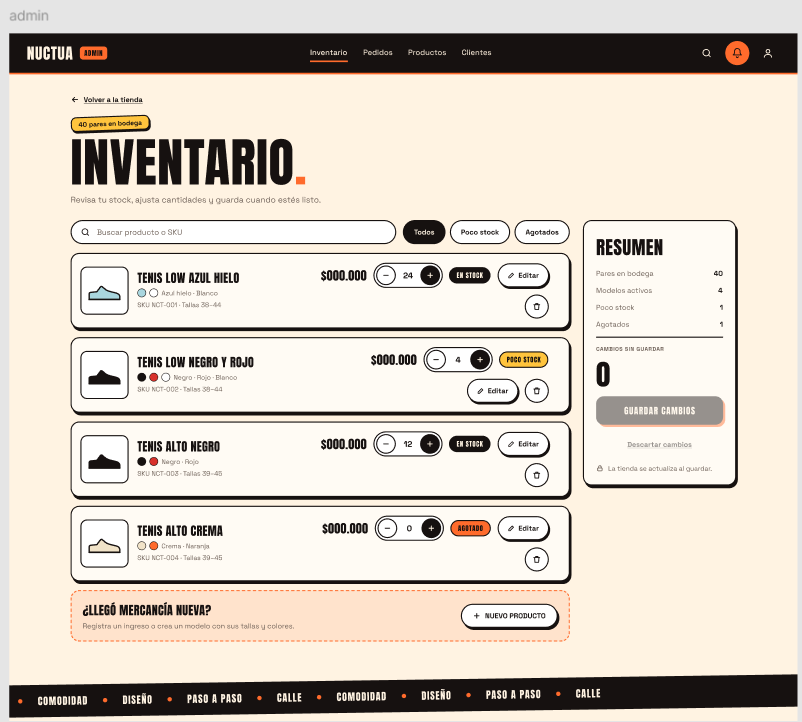 admin
NUCTUA ADMIN Inventario Pedidos Productos Clientes
← Volver a la tienda
40 pares en bodega
INVENTARIO.
Revisa tu stock, ajusta cantidades y guarda cuando estés listo.
Buscar producto o SKU Todos Poco stock Agotados
TENIS LOW AZUL HIELO $000.000 − 24 + EN STOCK Editar
Azul hielo · Blanco
SKU NCT-001 · Tallas 38–44
TENIS LOW NEGRO Y ROJO $000.000 − 4 + POCO STOCK
Negro · Rojo · Blanco Editar
SKU NCT-002 · Tallas 38–44
TENIS ALTO NEGRO $000.000 − 12 + EN STOCK Editar
Negro · Rojo
SKU NCT-003 · Tallas 39–45
TENIS ALTO CREMA $000.000 − 0 + AGOTADO Editar
Crema · Naranja
SKU NCT-004 · Tallas 39–45
¿LLEGÓ MERCANCÍA NUEVA?
Registra un ingreso o crea un modelo con sus tallas y colores.
+ NUEVO PRODUCTO
RESUMEN
Pares en bodega 40
Modelos activos 4
Poco stock 1
Agotados 1
CAMBIOS SIN GUARDAR
0
GUARDAR CAMBIOS
Descartar cambios
La tienda se actualiza al guardar.
• COMODIDAD • DISEÑO • PASO A PASO • CALLE • COMODIDAD • DISEÑO • PASO A PASO • CALLE